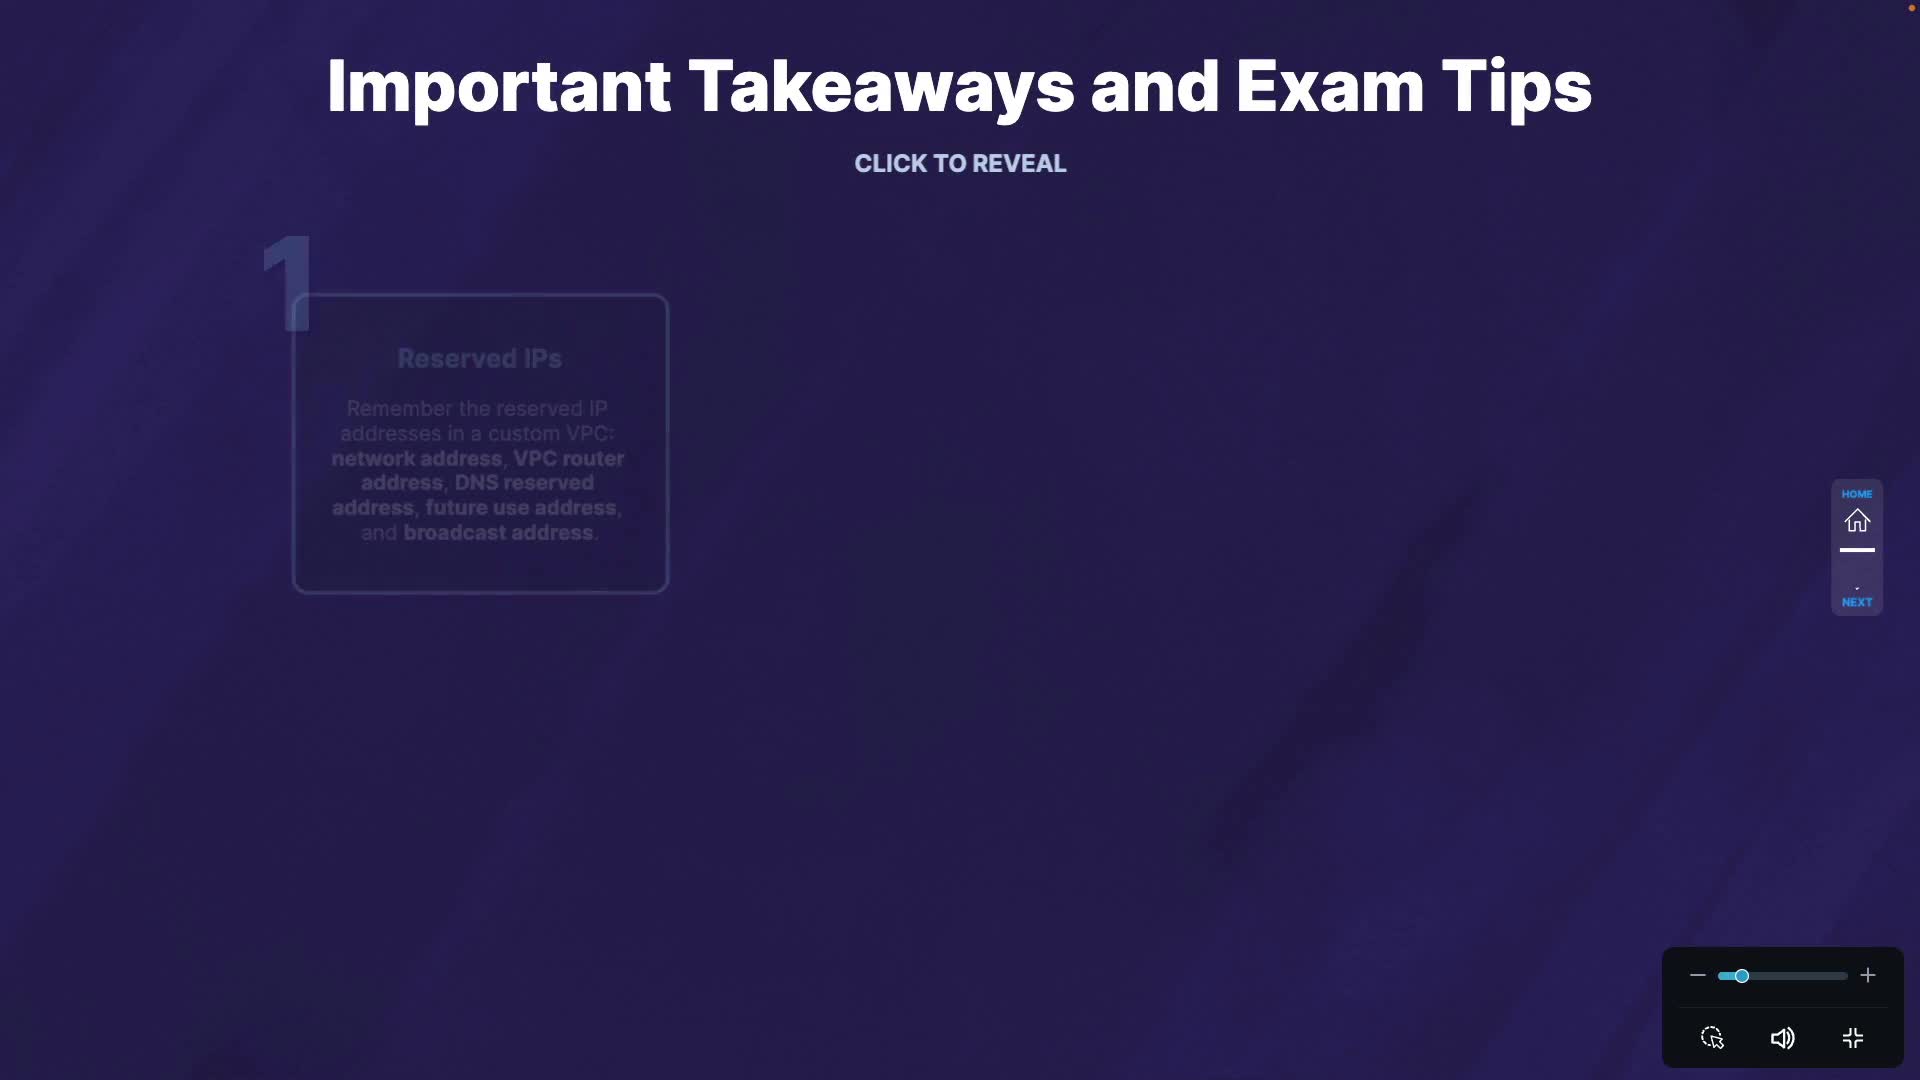 Important Takeaways and Exam Tips
CLICK TO REVEAL
1
Reserved IPs
Remember the reserved IP
addresses in a custom VPC:
network address, VPC router
address, DNS reserved
address, future use address,
and broadcast address.
HOME
NEXT